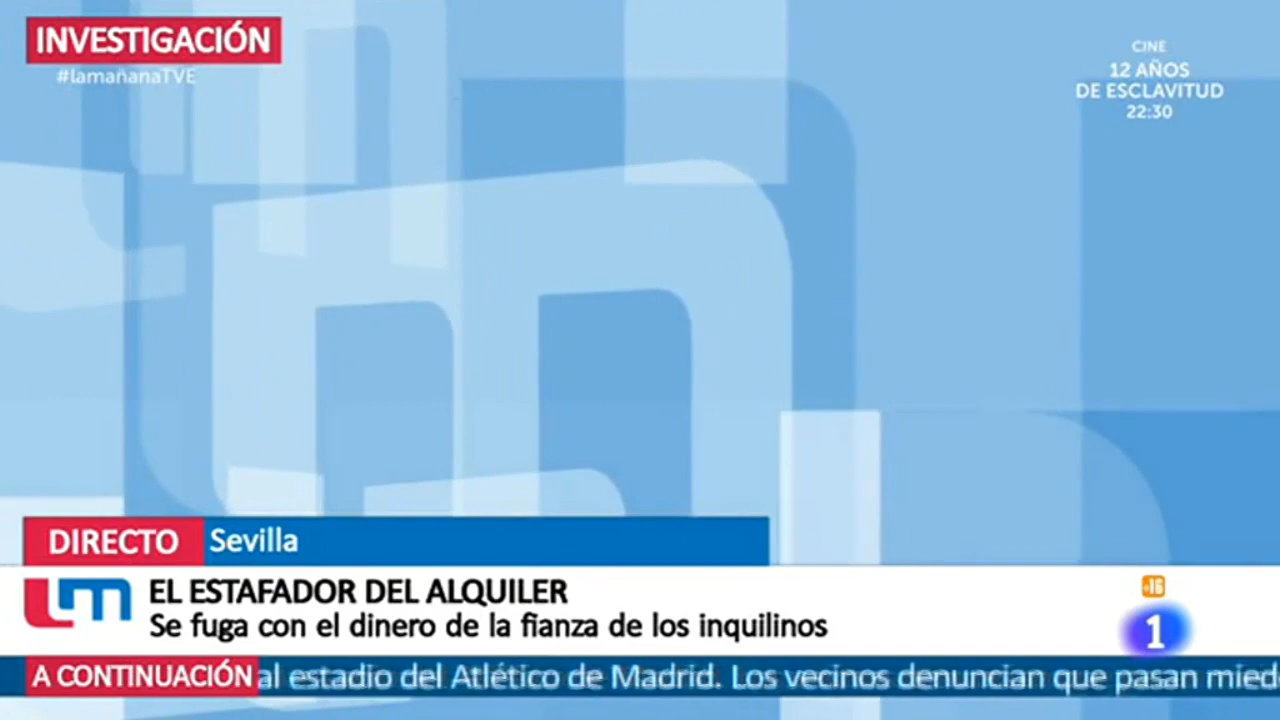 INVESTIGACIÓN
#lamañanaTVE
CINE
12 AÑOS
DE ESCLAVITUD
22:30
DIRECTO Sevilla
LM EL ESTAFADOR DEL ALQUILER
Se fuga con el dinero de la fianza de los inquilinos
+16
1
A CONTINUACIÓN al estadio del Atlético de Madrid. Los vecinos denuncian que pasan mied